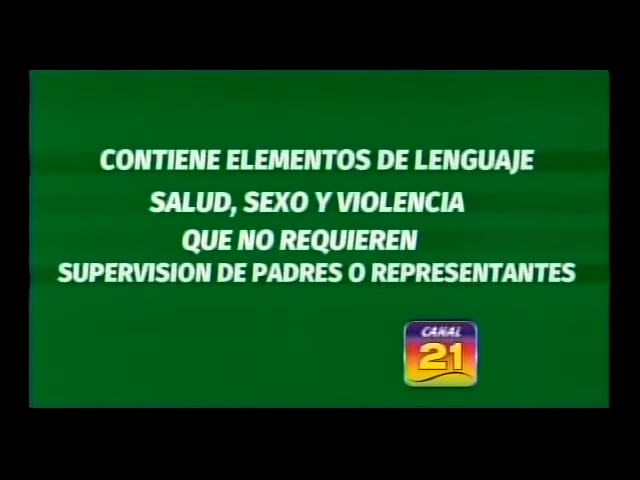 CONTIENE ELEMENTOS DE LENGUAJE
SALUD, SEXO Y VIOLENCIA
QUE NO REQUIEREN
SUPERVISION DE PADRES O REPRESENTANTES
CANAL
21